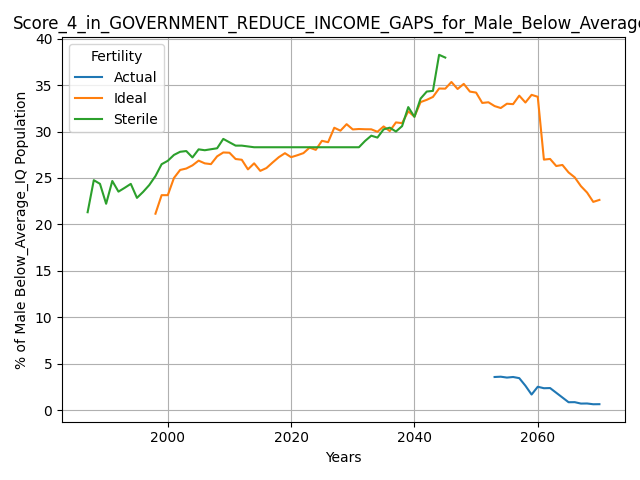 Score_4_in_GOVERNMENT_REDUCE_INCOME_GAPS_for_Male_Below_Average
Fertility
Actual
Ideal
Sterile
% of Male Below_Average_IQ Population
40
35
30
25
20
15
10
5
0
2000 2020 2040 2060
Years